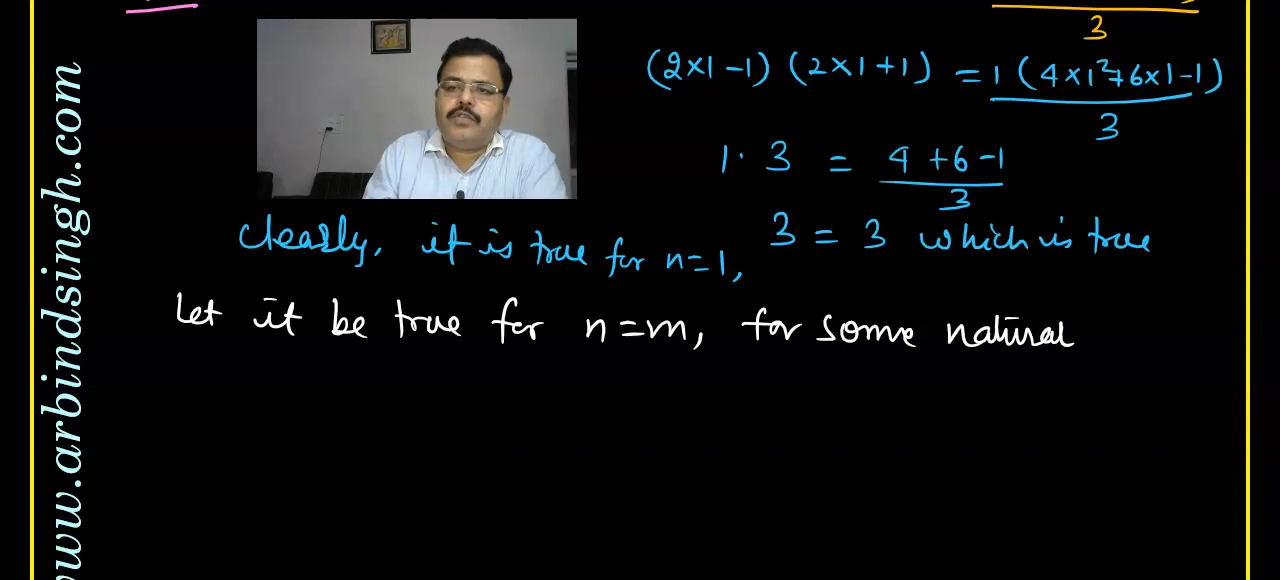 3
(2×1-1) (2×1+1) = 1(4×1²+6×1-1)
3
1· 3 = 4+6-1
3
Clearly, it is true for n=1, 3 = 3 which is true
Let it be true for n=m, for some natural
www.arbindsingh.com